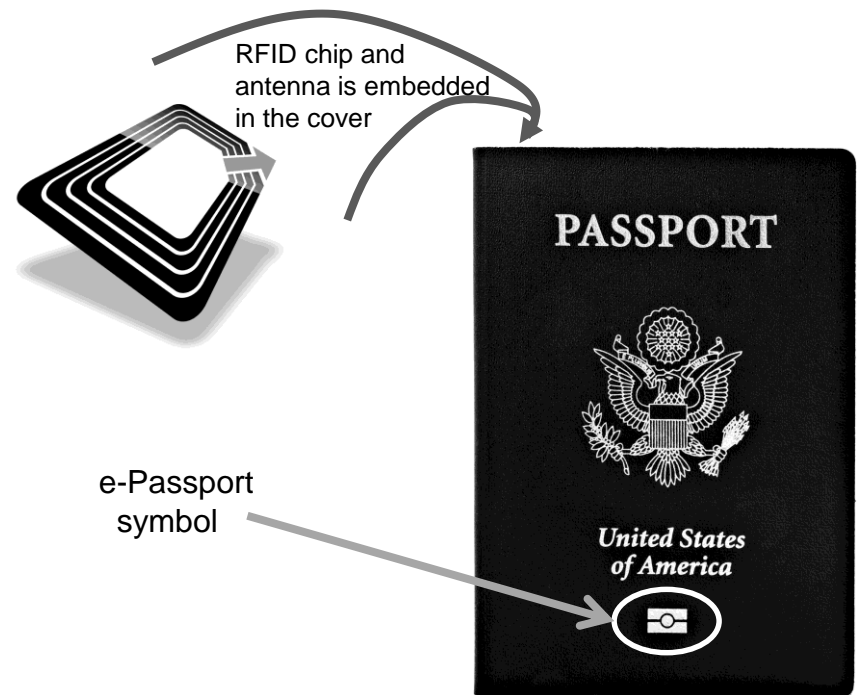 RFID chip and
antenna is embedded
in the cover
PASSPORT
e-Passport
symbol
United States
of America